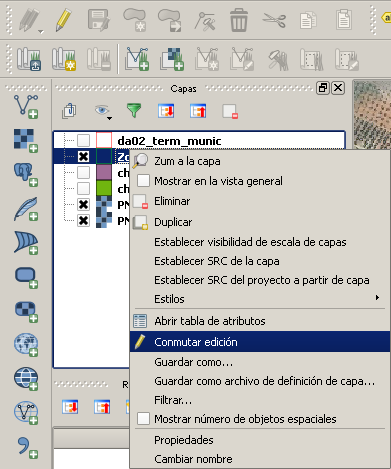 Capas
da02_term_munic
Zo
ch
ch
PN
PN
Zum a la capa
Mostrar en la vista general
Eliminar
Duplicar
Establecer visibilidad de escala de capas
Establecer SRC de la capa
Establecer SRC del proyecto a partir de capa
Estilos
Abrir tabla de atributos
Conmutar edición
Guardar como...
Guardar como archivo de definición de capa...
Filtrar...
Mostrar número de objetos espaciales
Propiedades
Cambiar nombre